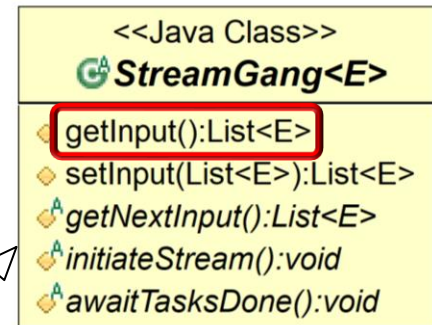 <<Java Class>>
StreamGang<E>
getInput():List<E>
setInput(List<E>):List<E>
getNextInput():List<E>
initiateStream():void
awaitTasksDone():void